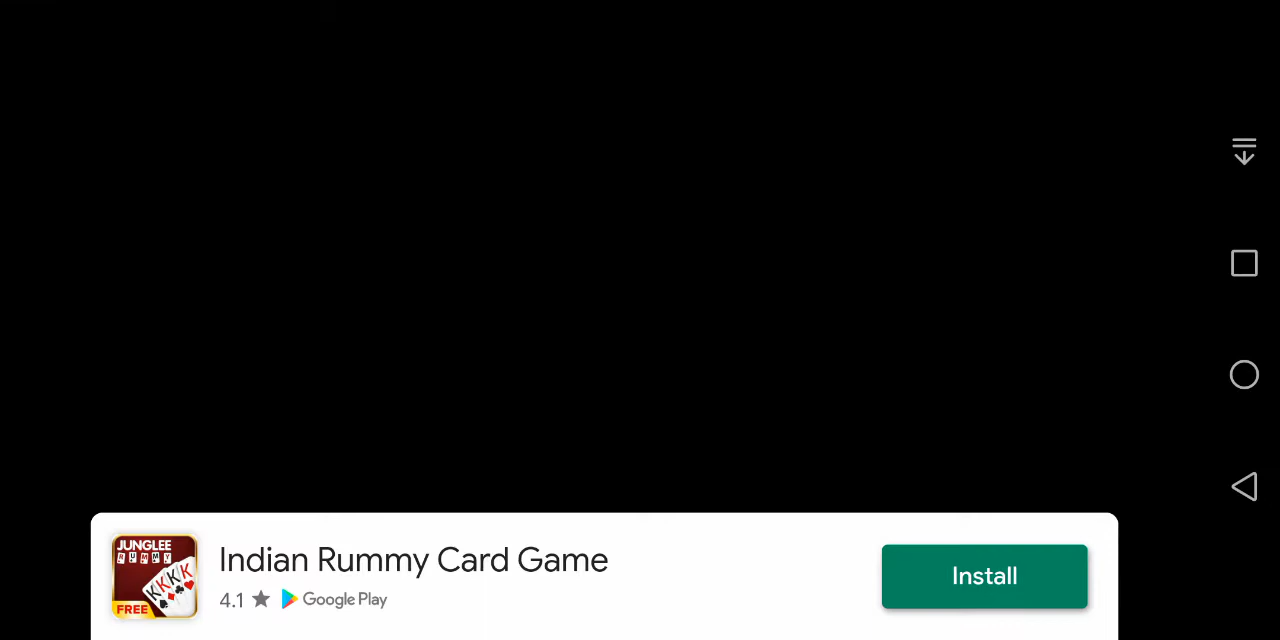 JUNGLEE
RUMMY
K K K K
FREE
Indian Rummy Card Game
4.1 ★ Google Play
Install